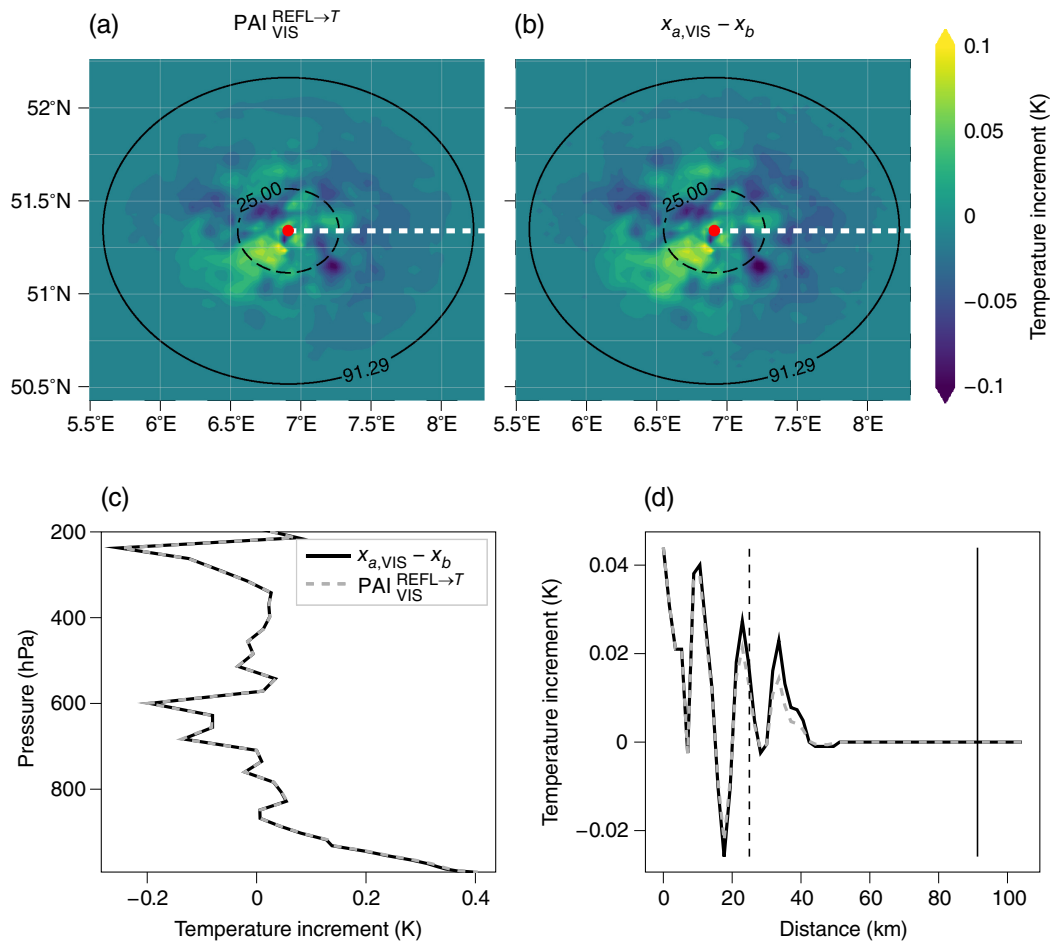 (a)
PAI VIS REFL→T
(b)
x a,VIS − x b
52°N
51.5°N
51°N
50.5°N
25.00
91.29
25.00
91.29
5.5°E 6°E 6.5°E 7°E 7.5°E 8°E
5.5°E 6°E 6.5°E 7°E 7.5°E 8°E
0.1
0.05
0
−0.05
−0.1
Temperature increment (K)
(c)
200
400
600
800
Pressure (hPa)
x a,VIS − x b
PAI VIS REFL→T
−0.2 0 0.2 0.4
Temperature increment (K)
(d)
0.04
0.02
0
−0.02
Temperature increment (K)
0 20 40 60 80 100
Distance (km)